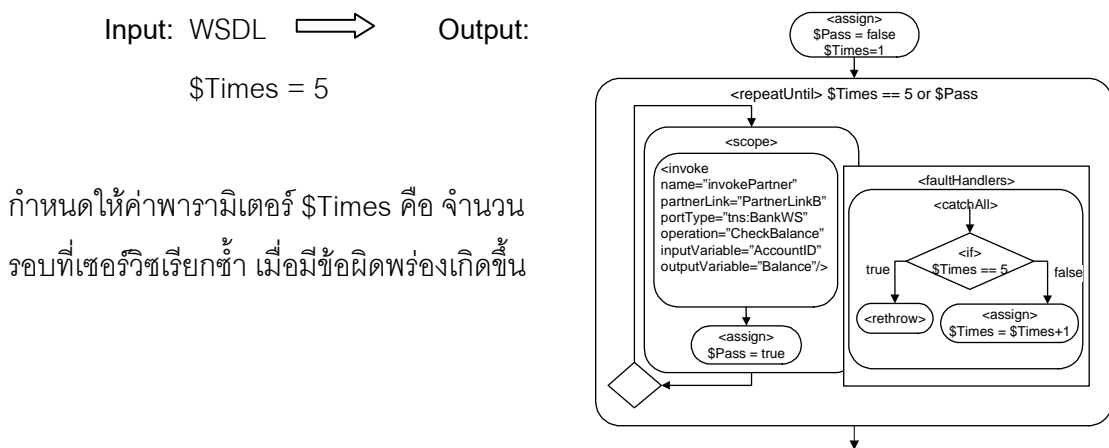 Input: WSDL
Output:
$Times = 5
กำหนดให้ค่าพารามิเตอร์ $Times คือ จำนวน
รอบที่เซอร์วิซเรียกซ้ำ เมื่อมีข้อผิดพร่องเกิดขึ้น
<assign>
$Pass = false
$Times=1
<repeatUntil> $Times == 5 or $Pass
<scope>
<invoke
name="invokePartner"
partnerLink="PartnerLinkB"
portType="tns:BankWS"
operation="CheckBalance"
inputVariable="AccountID"
outputVariable="Balance"/>
<assign>
$Pass = true
<faultHandlers>
<catchAll>
<if>
$Times == 5
true
false
<rethrow>
<assign>
$Times = $Times+1